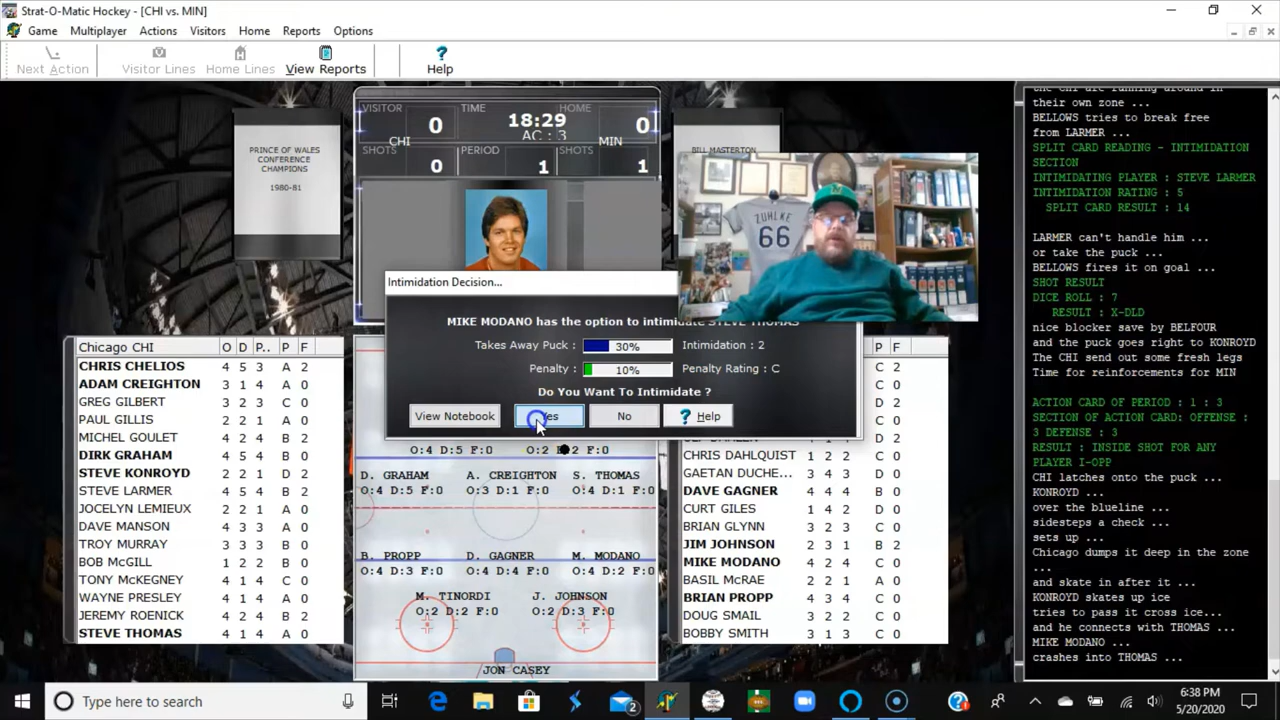 Strat-O-Matic Hockey - [CHI vs. MIN]
Game Multiplayer Actions Visitors Home Lines Reports Options
Next Action Visitor Lines Home Lines View Reports Help
PRINCE OF WALES
CONFERENCE
CHAMPIONS
1980-81
VISITOR TIME HOME
0 18:29 0
CHI AC : 3 MIN
SHOTS PERIOD SHOTS
0 1 1
BILL MASTERTON
ZUHLKE
66
Intimidation Decision...
MIKE MODANO has the option to intimidate STEVE THOMAS
Takes Away Puck : 30% Intimidation : 2
Penalty : 10% Penalty Rating : C
Do You Want To Intimidate ?
View Notebook Yes No Help
Chicago CHI O D P.. P F
CHRIS CHELIOS 4 5 3 A 2
ADAM CREIGHTON 3 1 4 A 0
GREG GILBERT 2 3 3 C 0
PAUL GILLIS 2 2 1 A 0
MICHEL GOULET 4 2 4 B 2
DIRK GRAHAM 4 5 4 B 0
STEVE KONROYD 2 2 1 D 2
STEVE LARMER 4 5 4 B 2
JOCELYN LEMIEUX 2 2 1 A 0
DAVE MANSON 4 3 1 A 0
TROY MURRAY 3 3 3 B 0
BOB McGILL 1 2 2 B 0
TONY McKEGNEY 4 1 4 C 0
WAYNE PRESLEY 4 1 4 A 0
JEREMY ROENICK 4 2 4 B 0
STEVE THOMAS 4 1 4 A 0
O:4 D:5 F:0 O:2 2 F:0
D. GRAHAM A. CREIGHTON S. THOMAS
O:4 D:5 F:0 O:3 D:1 F:0 O:4 D:1 F:0
B. PROPP D. GAGNER M. MODANO
O:4 D:3 F:0 O:4 D:4 F:0 O:4 D:2 F:0
M. TINORDI J. JOHNSON
O:2 D:2 F:0 O:2 D:3 F:0
JON CASEY
P F
C 2
D 2
C 0
D 2
CHRIS DAHLQUIST 1 2 2 C 0
GAETAN DUCHE... 3 4 3 D 0
DAVE GAGNER 4 4 4 B 0
CURT GILES 1 4 2 D 0
BRIAN GLYNN 3 2 3 C 0
JIM JOHNSON 2 3 1 B 2
MIKE MODANO 4 2 4 C 0
BASIL McRAE 2 2 1 A 0
BRIAN PROPP 4 3 4 C 0
DOUG SMAIL 3 2 2 C 0
BOBBY SMITH 3 1 3 C 0
the CHI are running around in
their own zone ...
BELLOWS tries to break free
from LARMER ...
SPLIT CARD READING - INTIMIDATION
SECTION
INTIMIDATING PLAYER : STEVE LARMER
INTIMIDATION RATING : 5
SPLIT CARD RESULT : 14
LARMER can't handle him ...
or take the puck ...
BELLOWS fires it on goal ...
SHOT RESULT
DICE ROLL : 7
RESULT : X-DLD
nice blocker save by BELFOUR
and the puck goes right to KONROYD
The CHI send out some fresh legs
Time for reinforcements for MIN
ACTION CARD OF PERIOD : 1 : 3
SECTION OF ACTION CARD: OFFENSE :
3 DEFENSE : 3
RESULT : INSIDE SHOT FOR ANY
PLAYER I-OPP
CHI latches onto the puck ...
KONROYD ...
over the blueline ...
sidesteps a check ...
sets up ...
Chicago dumps it deep in the zone
...
and skate in after it ...
KONROYD skates up ice
tries to pass it cross ice...
and he connects with THOMAS ...
MIKE MODANO ...
crashes into THOMAS ...
Type here to search
2
6:38 PM
5/20/2020